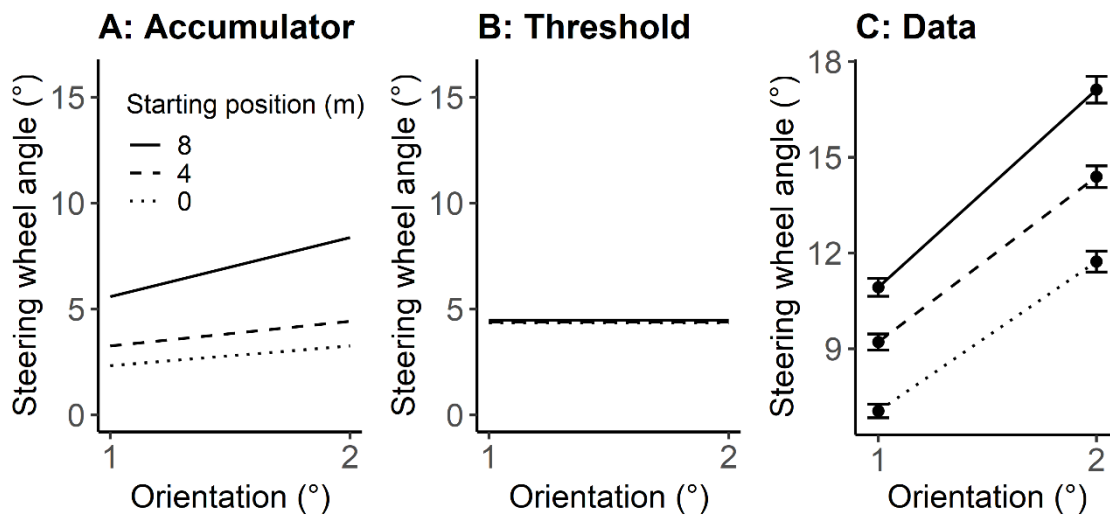 A: Accumulator
Steering wheel angle (°)
15
10
5
0
Starting position (m)
8
4
0
1
2
Orientation (°)
B: Threshold
Steering wheel angle (°)
15
10
5
0
1
2
Orientation (°)
C: Data
Steering wheel angle (°)
18
15
12
9
1
2
Orientation (°)